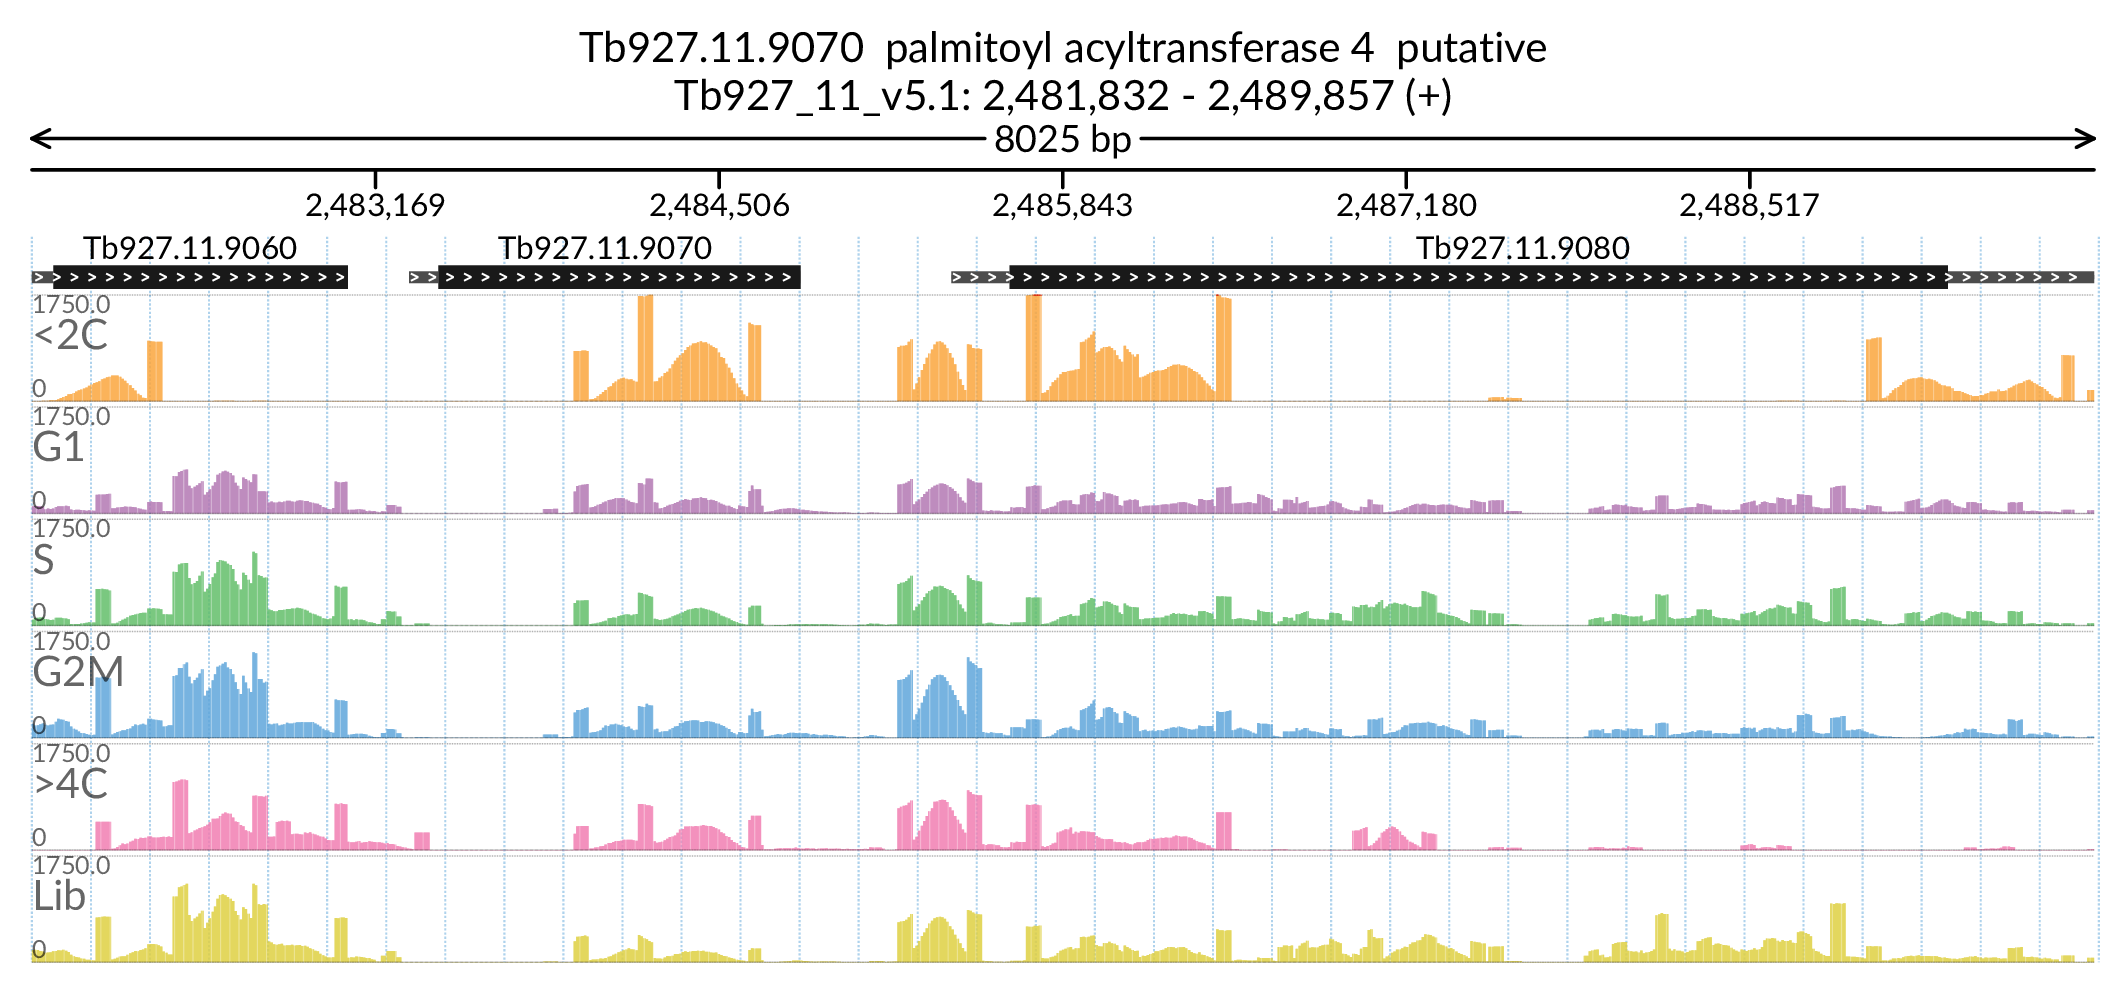 Tb927.11.9070 palmitoyl acyltransferase 4 putative
Tb927_11_v5.1: 2,481,832 - 2,489,857 (+)
8025 bp
2,483,169 2,484,506 2,485,843 2,487,180 2,488,517
Tb927.11.9060 Tb927.11.9070 Tb927.11.9080
1750.0
<2C
0
1750.0
G1
0
1750.0
S
0
1750.0
G2M
0
1750.0
>4C
0
1750.0
Lib
0